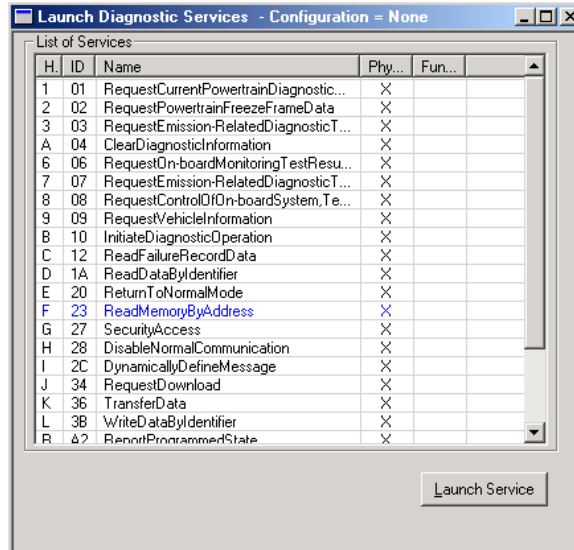 Launch Diagnostic Services - Configuration = None
List of Services
H. ID Name Phy... Fun...
1 01 RequestCurrentPowertrainDiagnostic... X
2 02 RequestPowertrainFreezeFrameData X
3 03 RequestEmission-RelatedDiagnosticT... X
A 04 ClearDiagnosticInformation X
6 06 RequestOn-boardMonitoringTestResu... X
7 07 RequestEmission-RelatedDiagnosticT... X
8 08 RequestControlOfOn-boardSystem,Te... X
9 09 RequestVehicleInformation X
B 10 InitiateDiagnosticOperation X
C 12 ReadFailureRecordData X
D 1A ReadDataByIdentifier X
E 20 ReturnToNormalMode X
F 23 ReadMemoryByAddress X
G 27 SecurityAccess X
H 28 DisableNormalCommunication X
I 2C DynamicallyDefineMessage X
J 34 RequestDownload X
K 36 TransferData X
L 3B WriteDataByIdentifier X
R A2 ReportProgrammedState X
Launch Service